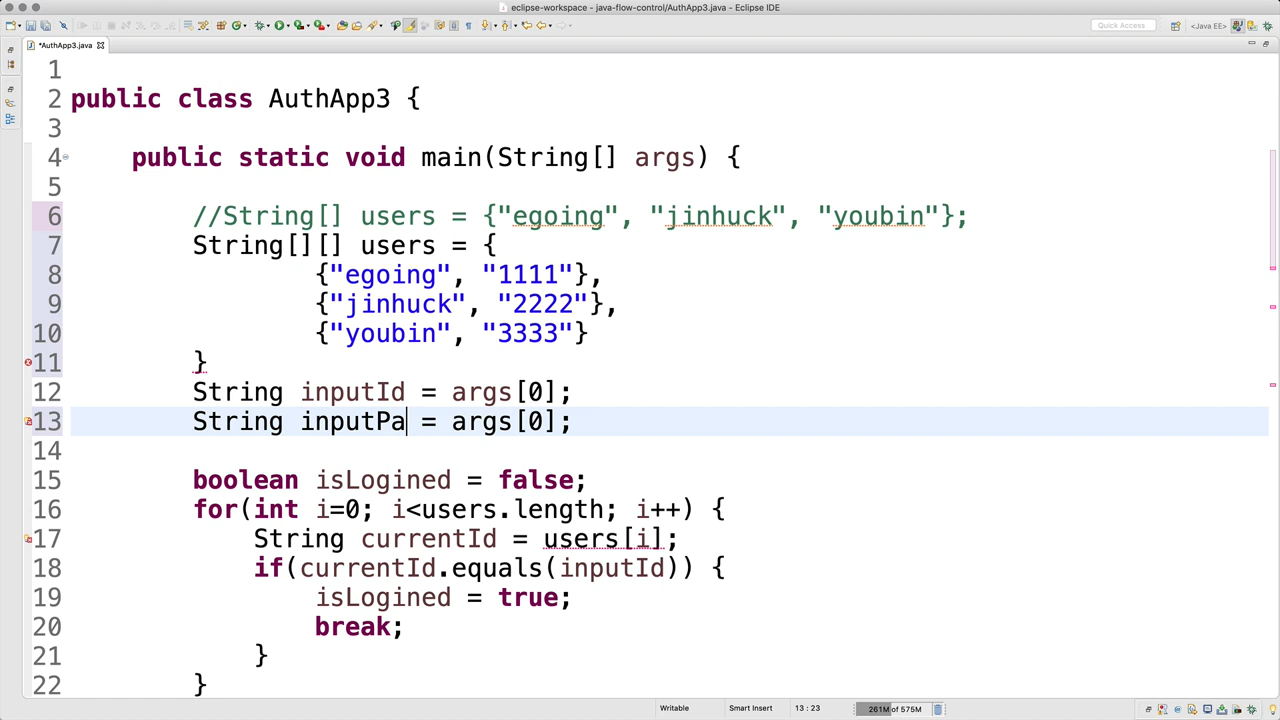 eclipse-workspace - java-flow-control/AuthApp3.java - Eclipse IDE
Quick Access
<Java EE>
*AuthApp3.java
1
2 public class AuthApp3 {
3
4 public static void main(String[] args) {
5
6 //String[] users = {"egoing", "jinhuck", "youbin"};
7 String[][] users = {
8 {"egoing", "1111"},
9 {"jinhuck", "2222"},
10 {"youbin", "3333"}
11 }
12 String inputId = args[0];
13 String inputPa = args[0];
14
15 boolean isLogined = false;
16 for(int i=0; i<users.length; i++) {
17 String currentId = users[i];
18 if(currentId.equals(inputId)) {
19 isLogined = true;
20 break;
21 }
22 }
Writable Smart Insert 13 : 23 261M of 575M